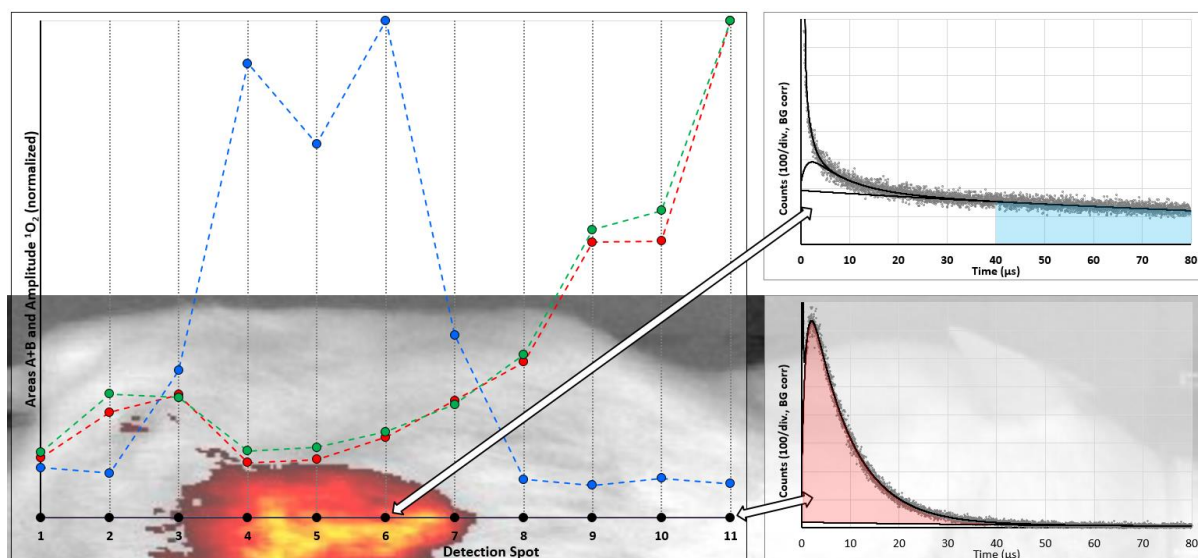 Areas A+B and Amplitude ¹O₂ (normalized)
1 2 3 4 5 6 7 8 9 10 11
Detection Spot
Counts (100/div., BG corr)
0 10 20 30 40 50 60 70 80
Time (µs)
Counts (100/div., BG corr)
0 10 20 30 40 50 60 70 80
Time (µs)